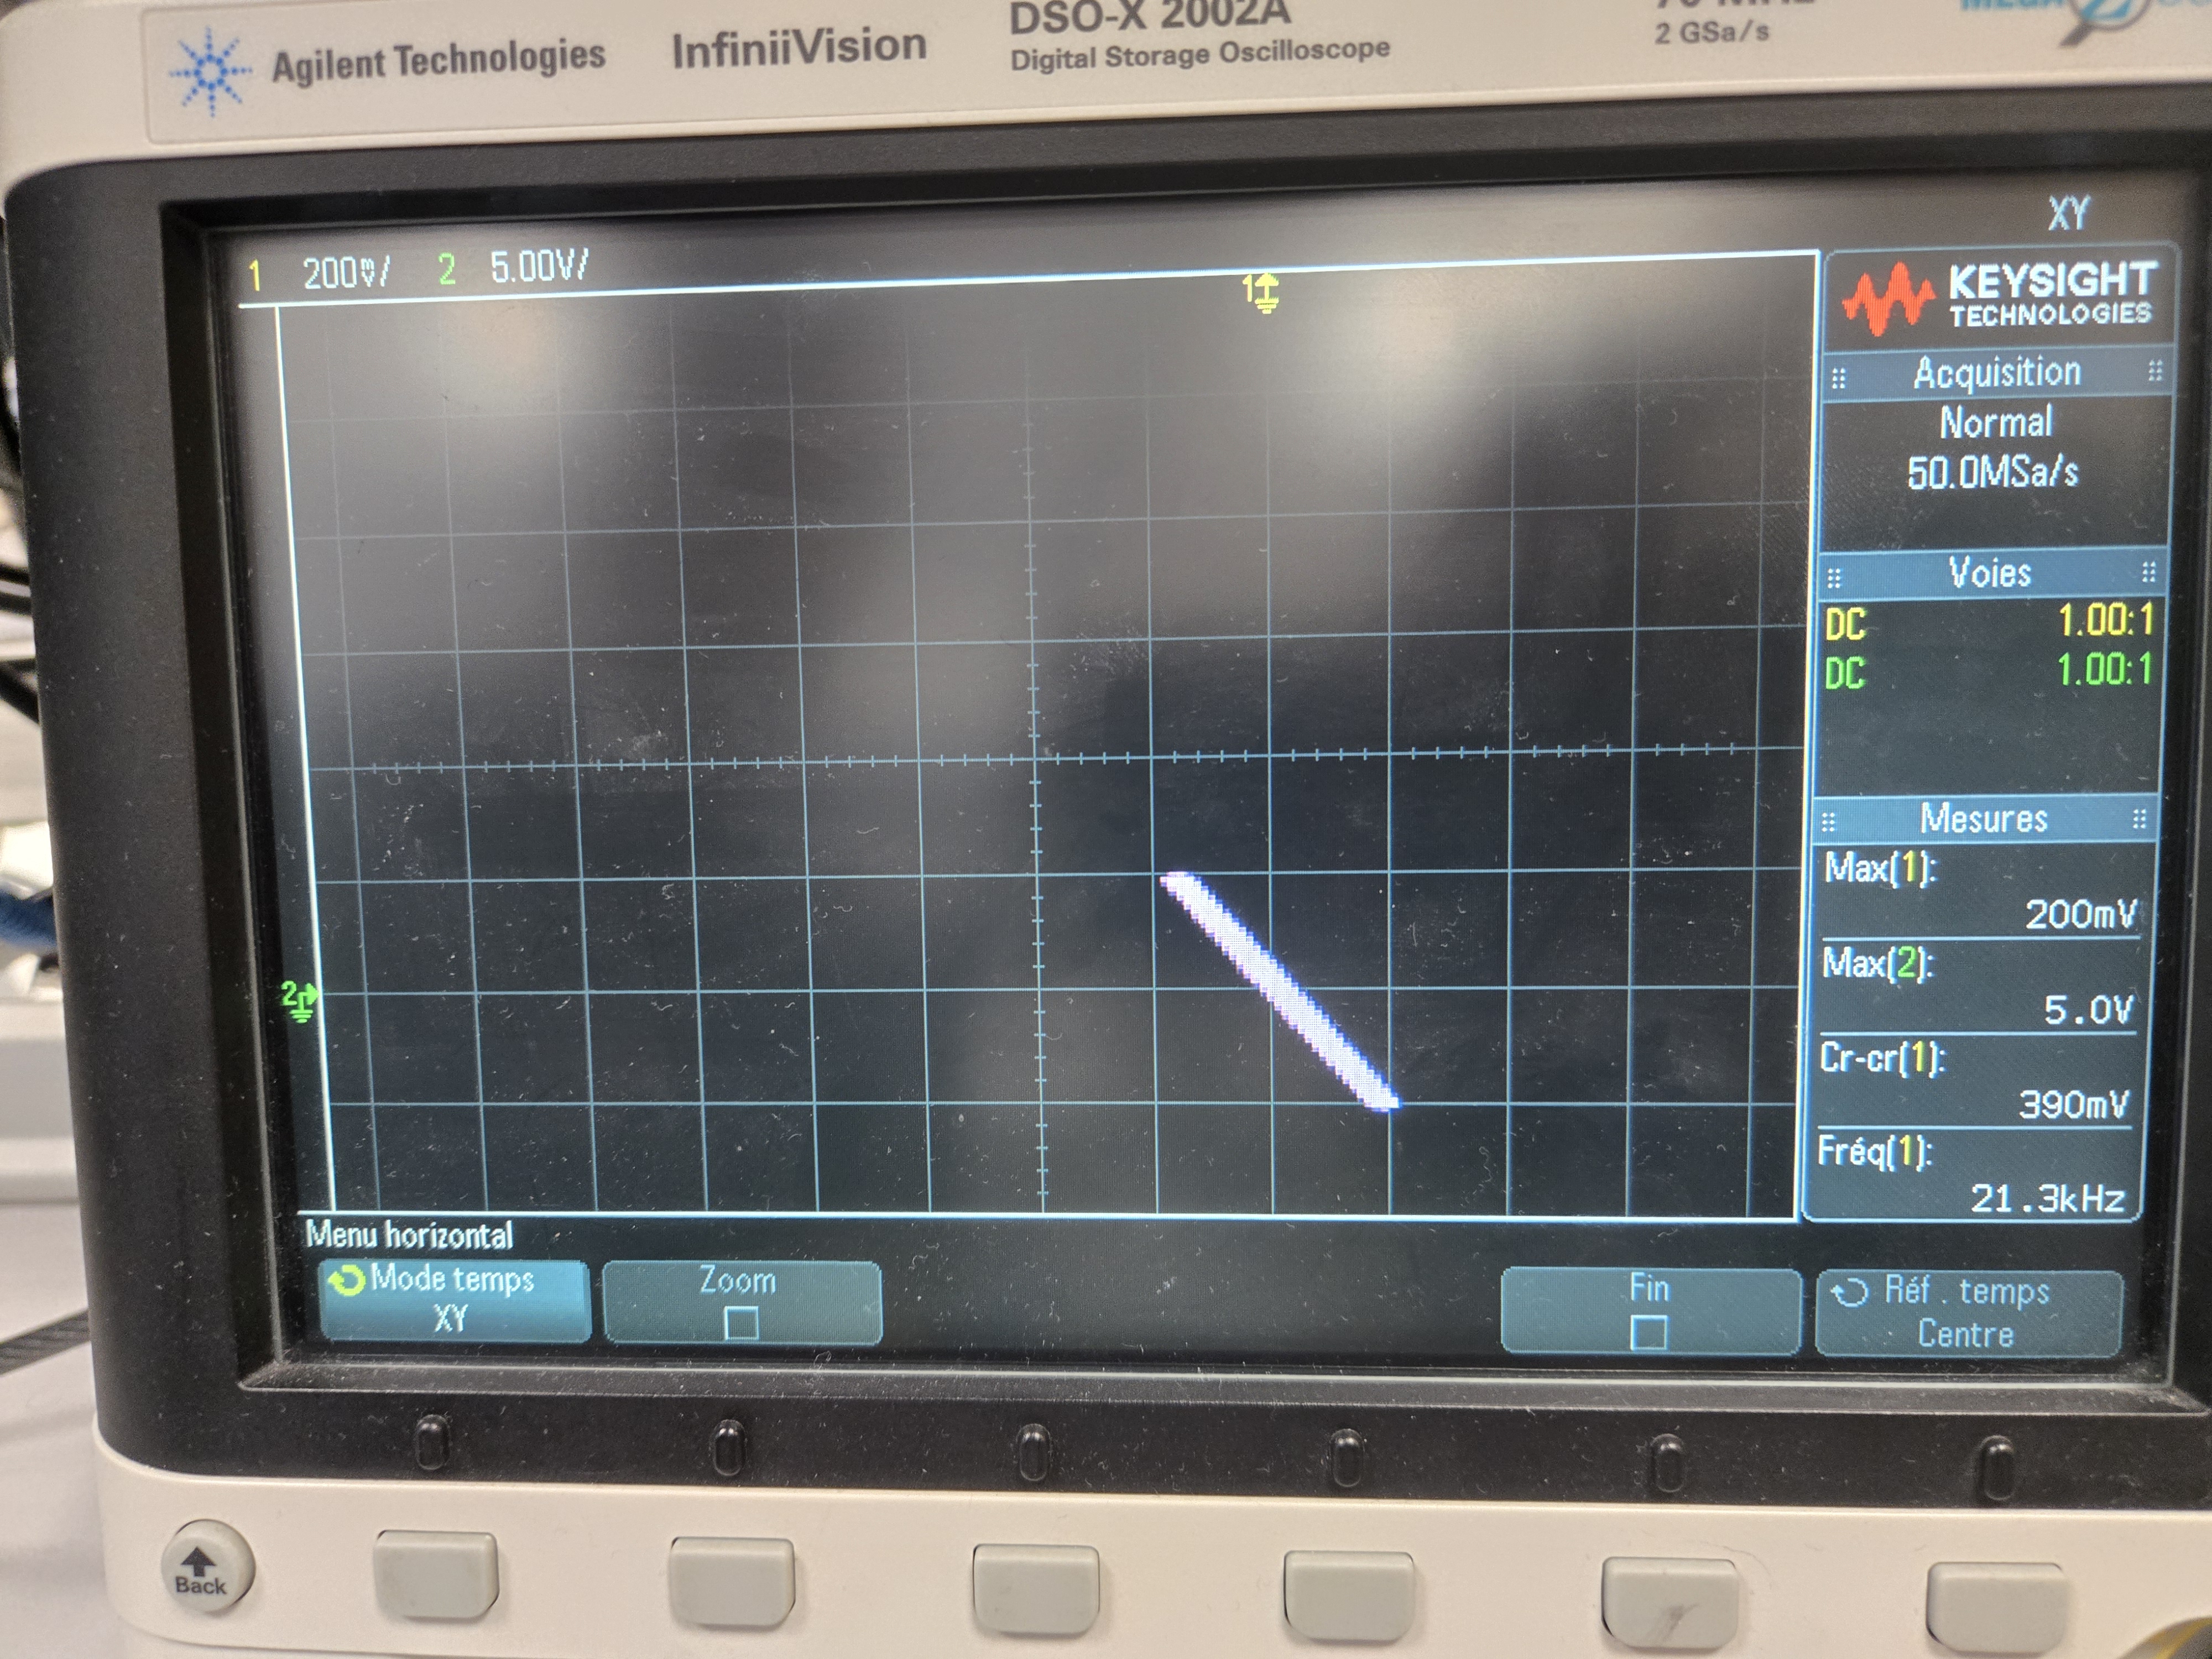 Agilent Technologies InfiniiVision DSO-X 2002A
Digital Storage Oscilloscope
2 GSa/s
XY
1 200mV/ 2 5.00V/
1
KEYSIGHT
TECHNOLOGIES
Acquisition
Normal
50.0MSa/s
Voies
DC 1.00:1
DC 1.00:1
Mesures
Max(1):
200mV
Max(2):
5.0V
2
Cr-cr(1):
390mV
Fréq(1):
21.3kHz
Menu horizontal
Mode temps
XY
Zoom
Fin
Réf. temps
Centre
Back